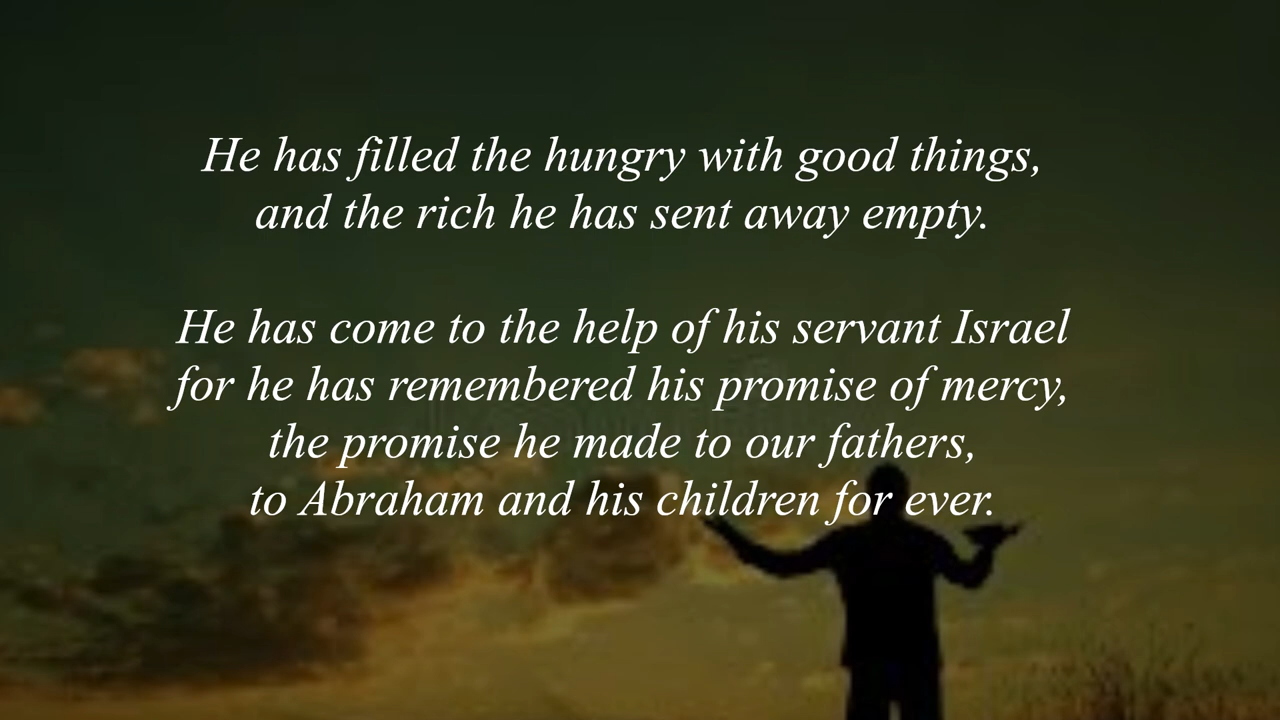 He has filled the hungry with good things,
and the rich he has sent away empty.
He has come to the help of his servant Israel
for he has remembered his promise of mercy,
the promise he made to our fathers,
to Abraham and his children for ever.